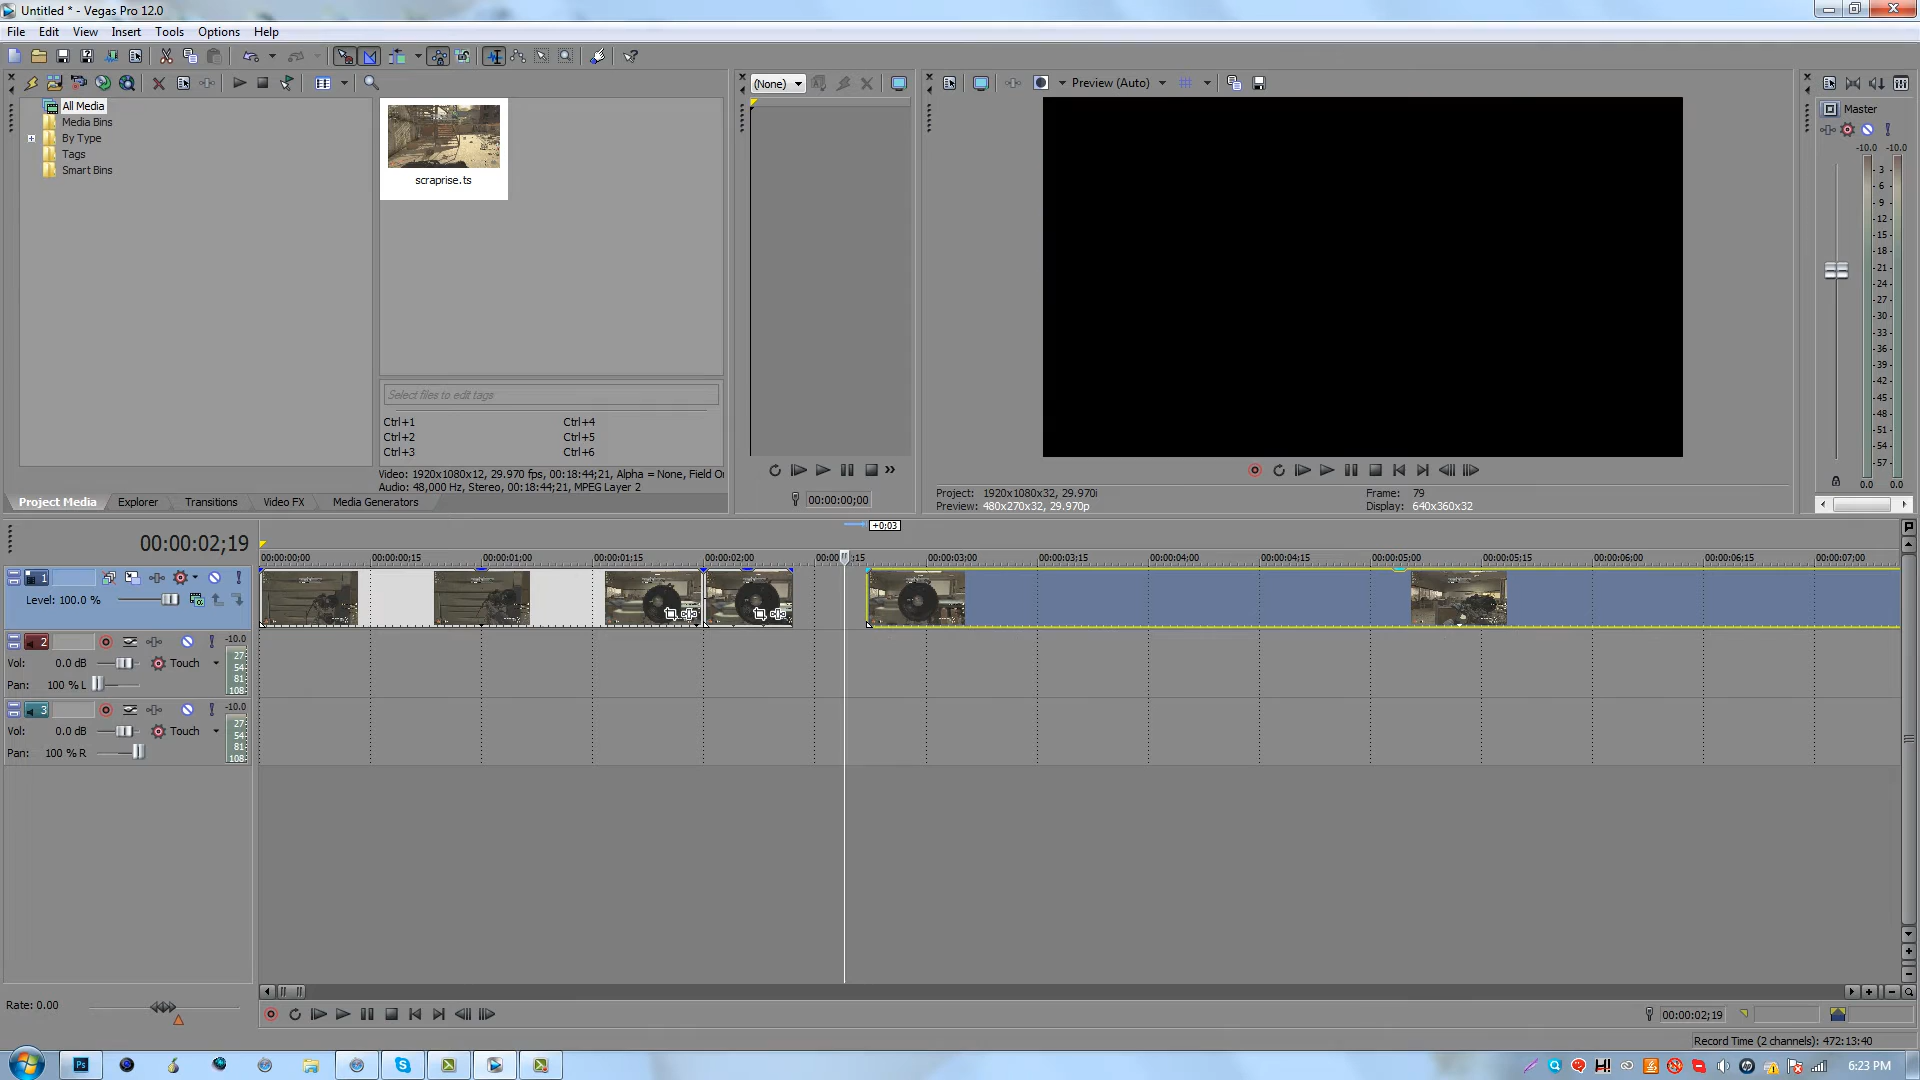 Untitled * - Vegas Pro 12.0
File Edit View Insert Tools Options Help
All Media
Media Bins
By Type
Tags
Smart Bins
scraprise.ts
Select files to edit tags
Ctrl+1 Ctrl+4
Ctrl+2 Ctrl+5
Ctrl+3 Ctrl+6
Video: 1920x1080x12, 29.970 fps, 00:18:44;21, Alpha = None, Field Or
Audio: 48,000 Hz, Stereo, 00:18:44;21, MPEG Layer 2
Project Media Explorer Transitions Video FX Media Generators
(None)
00:00:00;00
Preview (Auto)
Project: 1920x1080x32, 29.970i
Preview: 480x270x32, 29.970p
Frame: 79
Display: 640x360x32
Master
-10.0 -10.0
- 3 -
- 6 -
- 9 -
-12-
-15-
-18-
-21-
-24-
-27-
-30-
-33-
-36-
-39-
-42-
-45-
-48-
-51-
-54-
-57-
0.0 0.0
+0;03
00:00:02;19
00:00:00;00 00:00:00;15 00:00:01;00 00:00:01;15 00:00:02;00 00:00 :15 00:00:03;00 00:00:03;15 00:00:04;00 00:00:04;15 00:00:05;00 00:00:05;15 00:00:06;00 00:00:06;15 00:00:07;00
1
Level: 100.0 %
2 -10.0
Vol: 0.0 dB Touch
Pan: 100 % L
27
54
81
108
3 -10.0
Vol: 0.0 dB Touch
Pan: 100 % R
27
54
81
108
Rate: 0.00
00:00:02;19
Record Time (2 channels): 472:13:40
Ps
6:23 PM